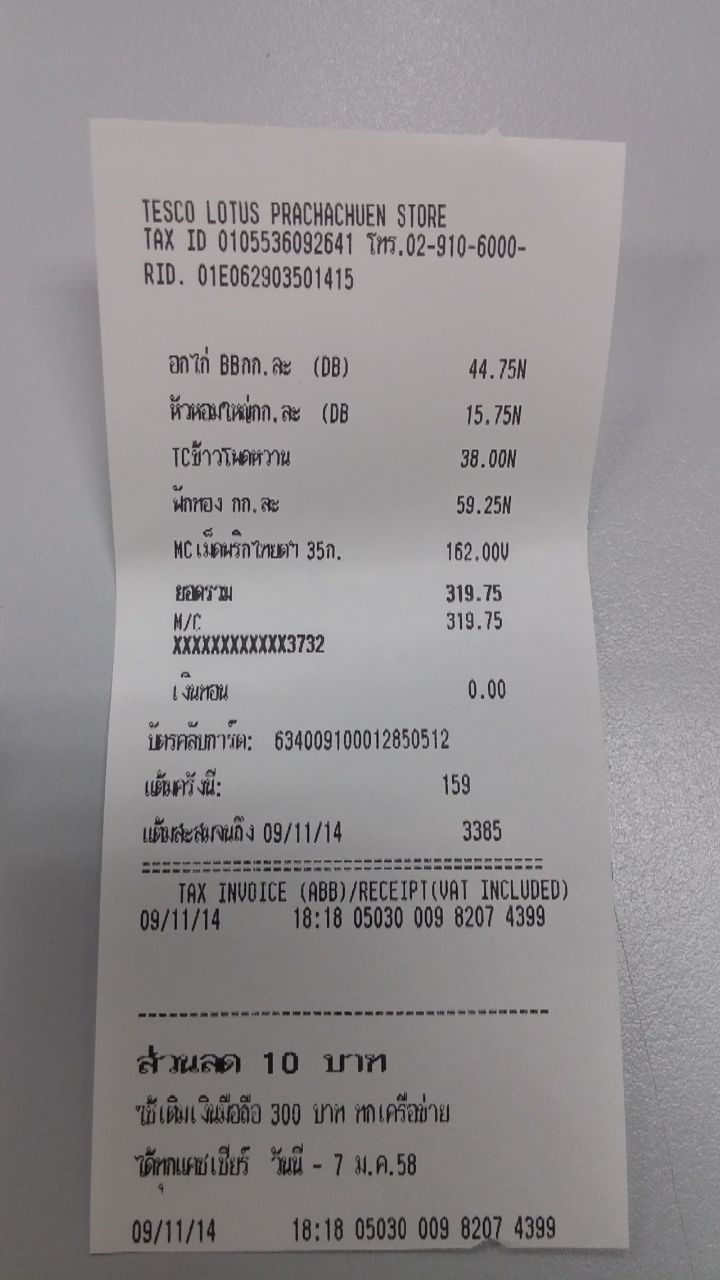 TESCO LOTUS PRACHACHUEN STORE
TAX ID 0105536092641 โทร.02-910-6000-
RID. 01E062903501415
อกไก่ BBกก.ละ (DB) 44.75N
หัวหอมใหญ่กก.ละ (DB 15.75N
TCข้าวโพดหวาน 38.00N
ฟักทอง กก.ละ 59.25N
MCเม็ดพริกไทยดำ 35ก. 162.00V
ยอดรวม 319.75
M/C 319.75
XXXXXXXXXXXX3732
เงินทอน 0.00
บัตรคลับการ์ด: 634009100012850512
แต้มครั้งนี้: 159
แต้มสะสมจนถึง 09/11/14 3385
TAX INVOICE (ABB)/RECEIPT(VAT INCLUDED)
09/11/14 18:18 05030 009 8207 4399
ส่วนลด 10 บาท
ใช้เติมเงินมือถือ 300 บาท ทุกเครือข่าย
ได้ทุกแคชเชียร์ วันนี้ - 7 ม.ค.58
09/11/14 18:18 05030 009 8207 4399